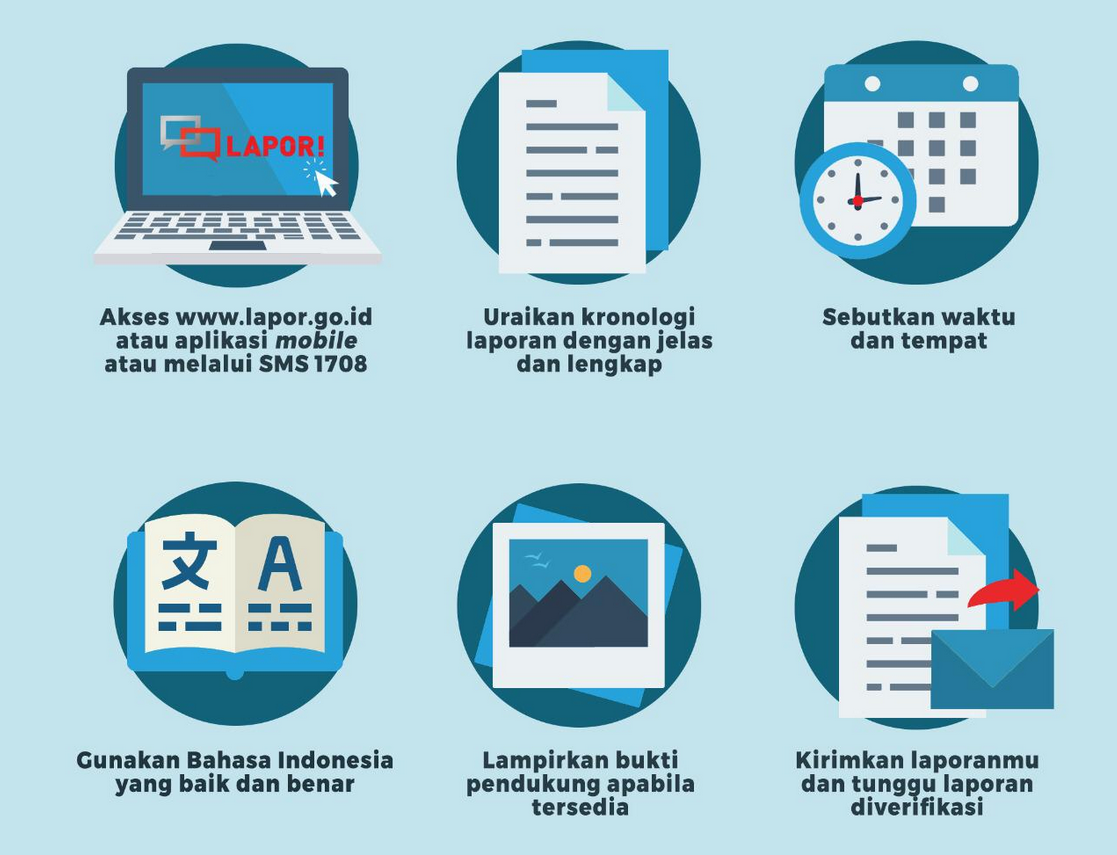 LAPOR!
Akses www.lapor.go.id
atau aplikasi mobile
atau melalui SMS 1708
Uraikan kronologi
laporan dengan jelas
dan lengkap
Sebutkan waktu
dan tempat
文 A
Gunakan Bahasa Indonesia
yang baik dan benar
Lampirkan bukti
pendukung apabila
tersedia
Kirimkan laporanmu
dan tunggu laporan
diverifikasi